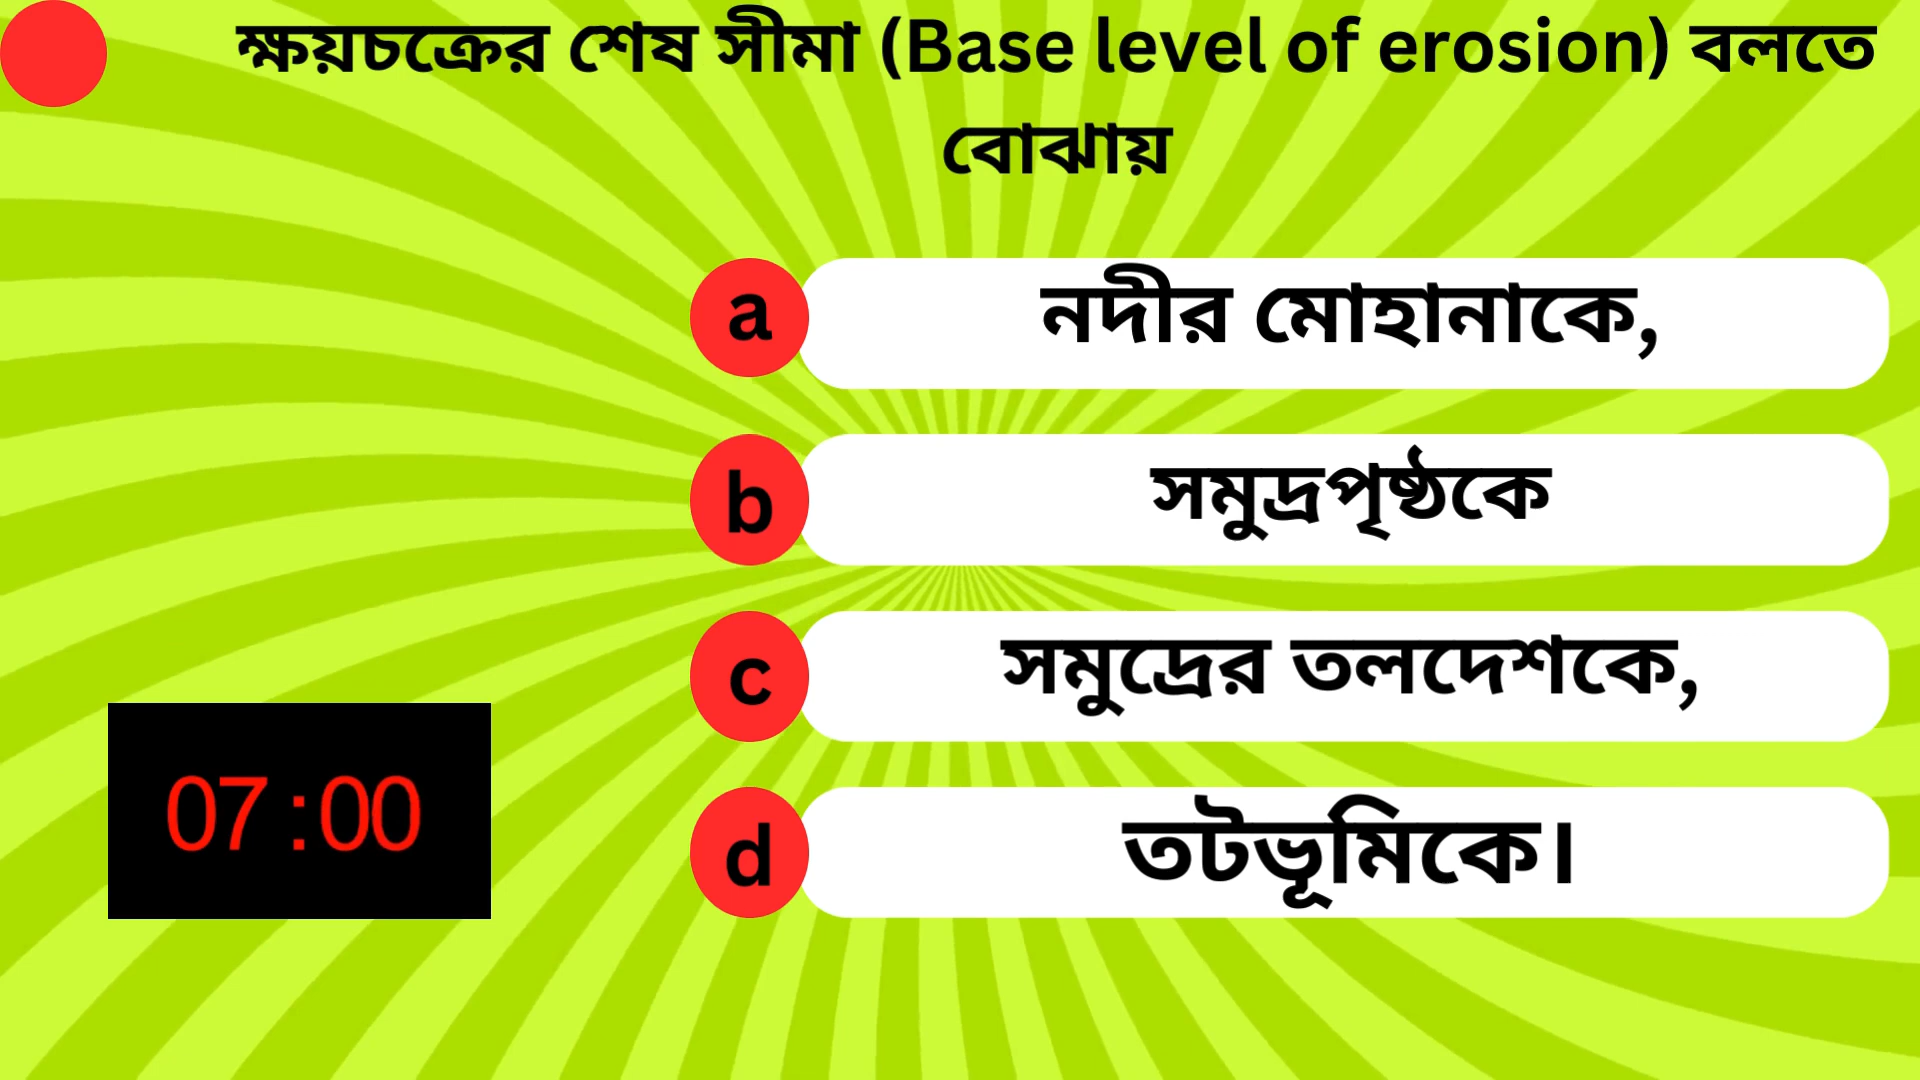 ক্ষয়চক্রের শেষ সীমা (Base level of erosion) বলতে
বোঝায়
a নদীর মোহানাকে,
b সমুদ্রপৃষ্ঠকে
c সমুদ্রের তলদেশকে,
d তটভূমিকে।
07:00